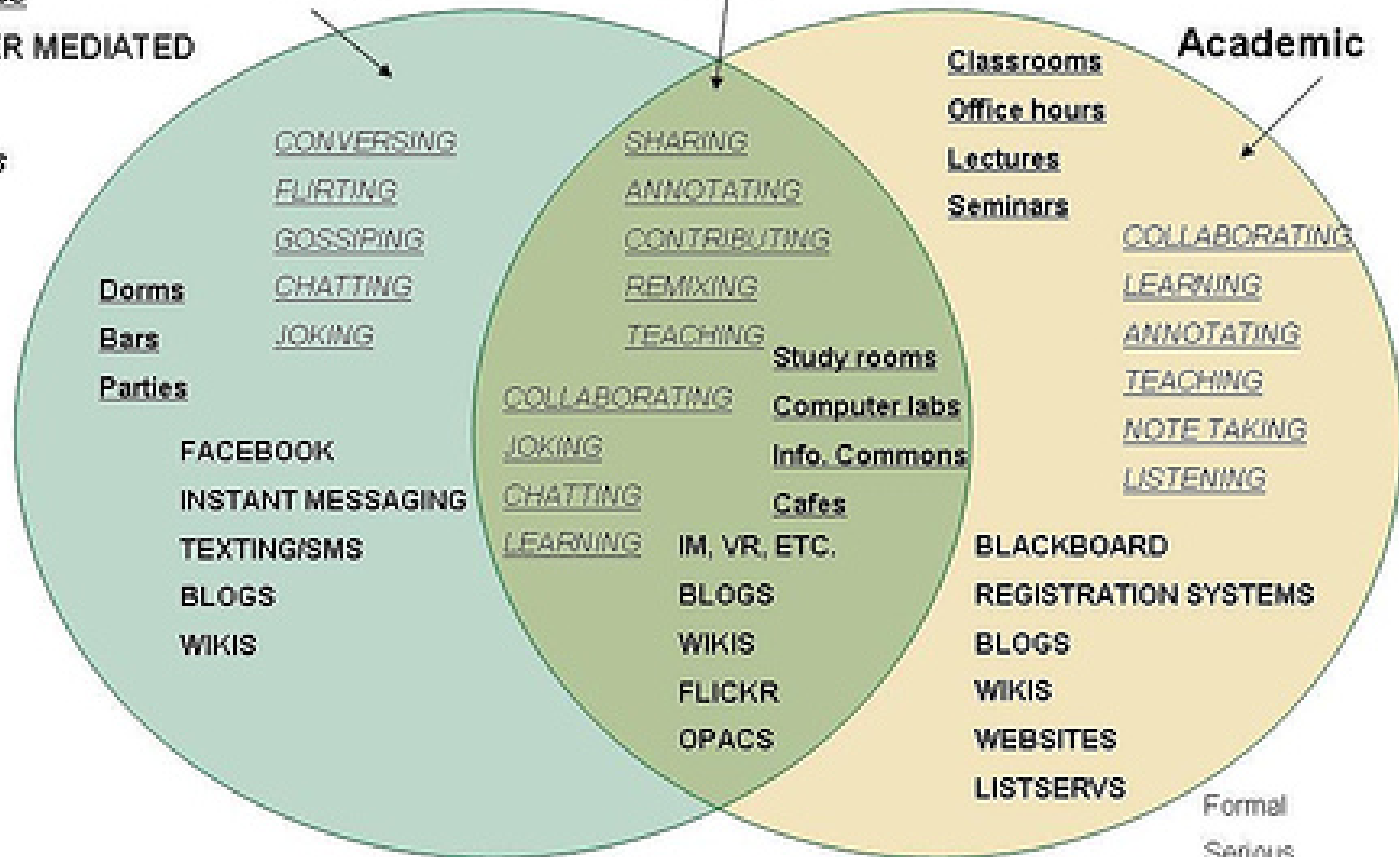 ER MEDIATED
Academic
CONVERSING
FLIRTING
GOSSIPING
CHATTING
JOKING
Dorms
Bars
Parties
FACEBOOK
INSTANT MESSAGING
TEXTING/SMS
BLOGS
WIKIS
SHARING
ANNOTATING
CONTRIBUTING
REMIXING
TEACHING
COLLABORATING
JOKING
CHATTING
LEARNING
Study rooms
Computer labs
Info. Commons
Cafes
IM, VR, ETC.
BLOGS
WIKIS
FLICKR
OPACS
Classrooms
Office hours
Lectures
Seminars
COLLABORATING
LEARNING
ANNOTATING
TEACHING
NOTE TAKING
LISTENING
BLACKBOARD
REGISTRATION SYSTEMS
BLOGS
WIKIS
WEBSITES
LISTSERVS
Formal
Serious